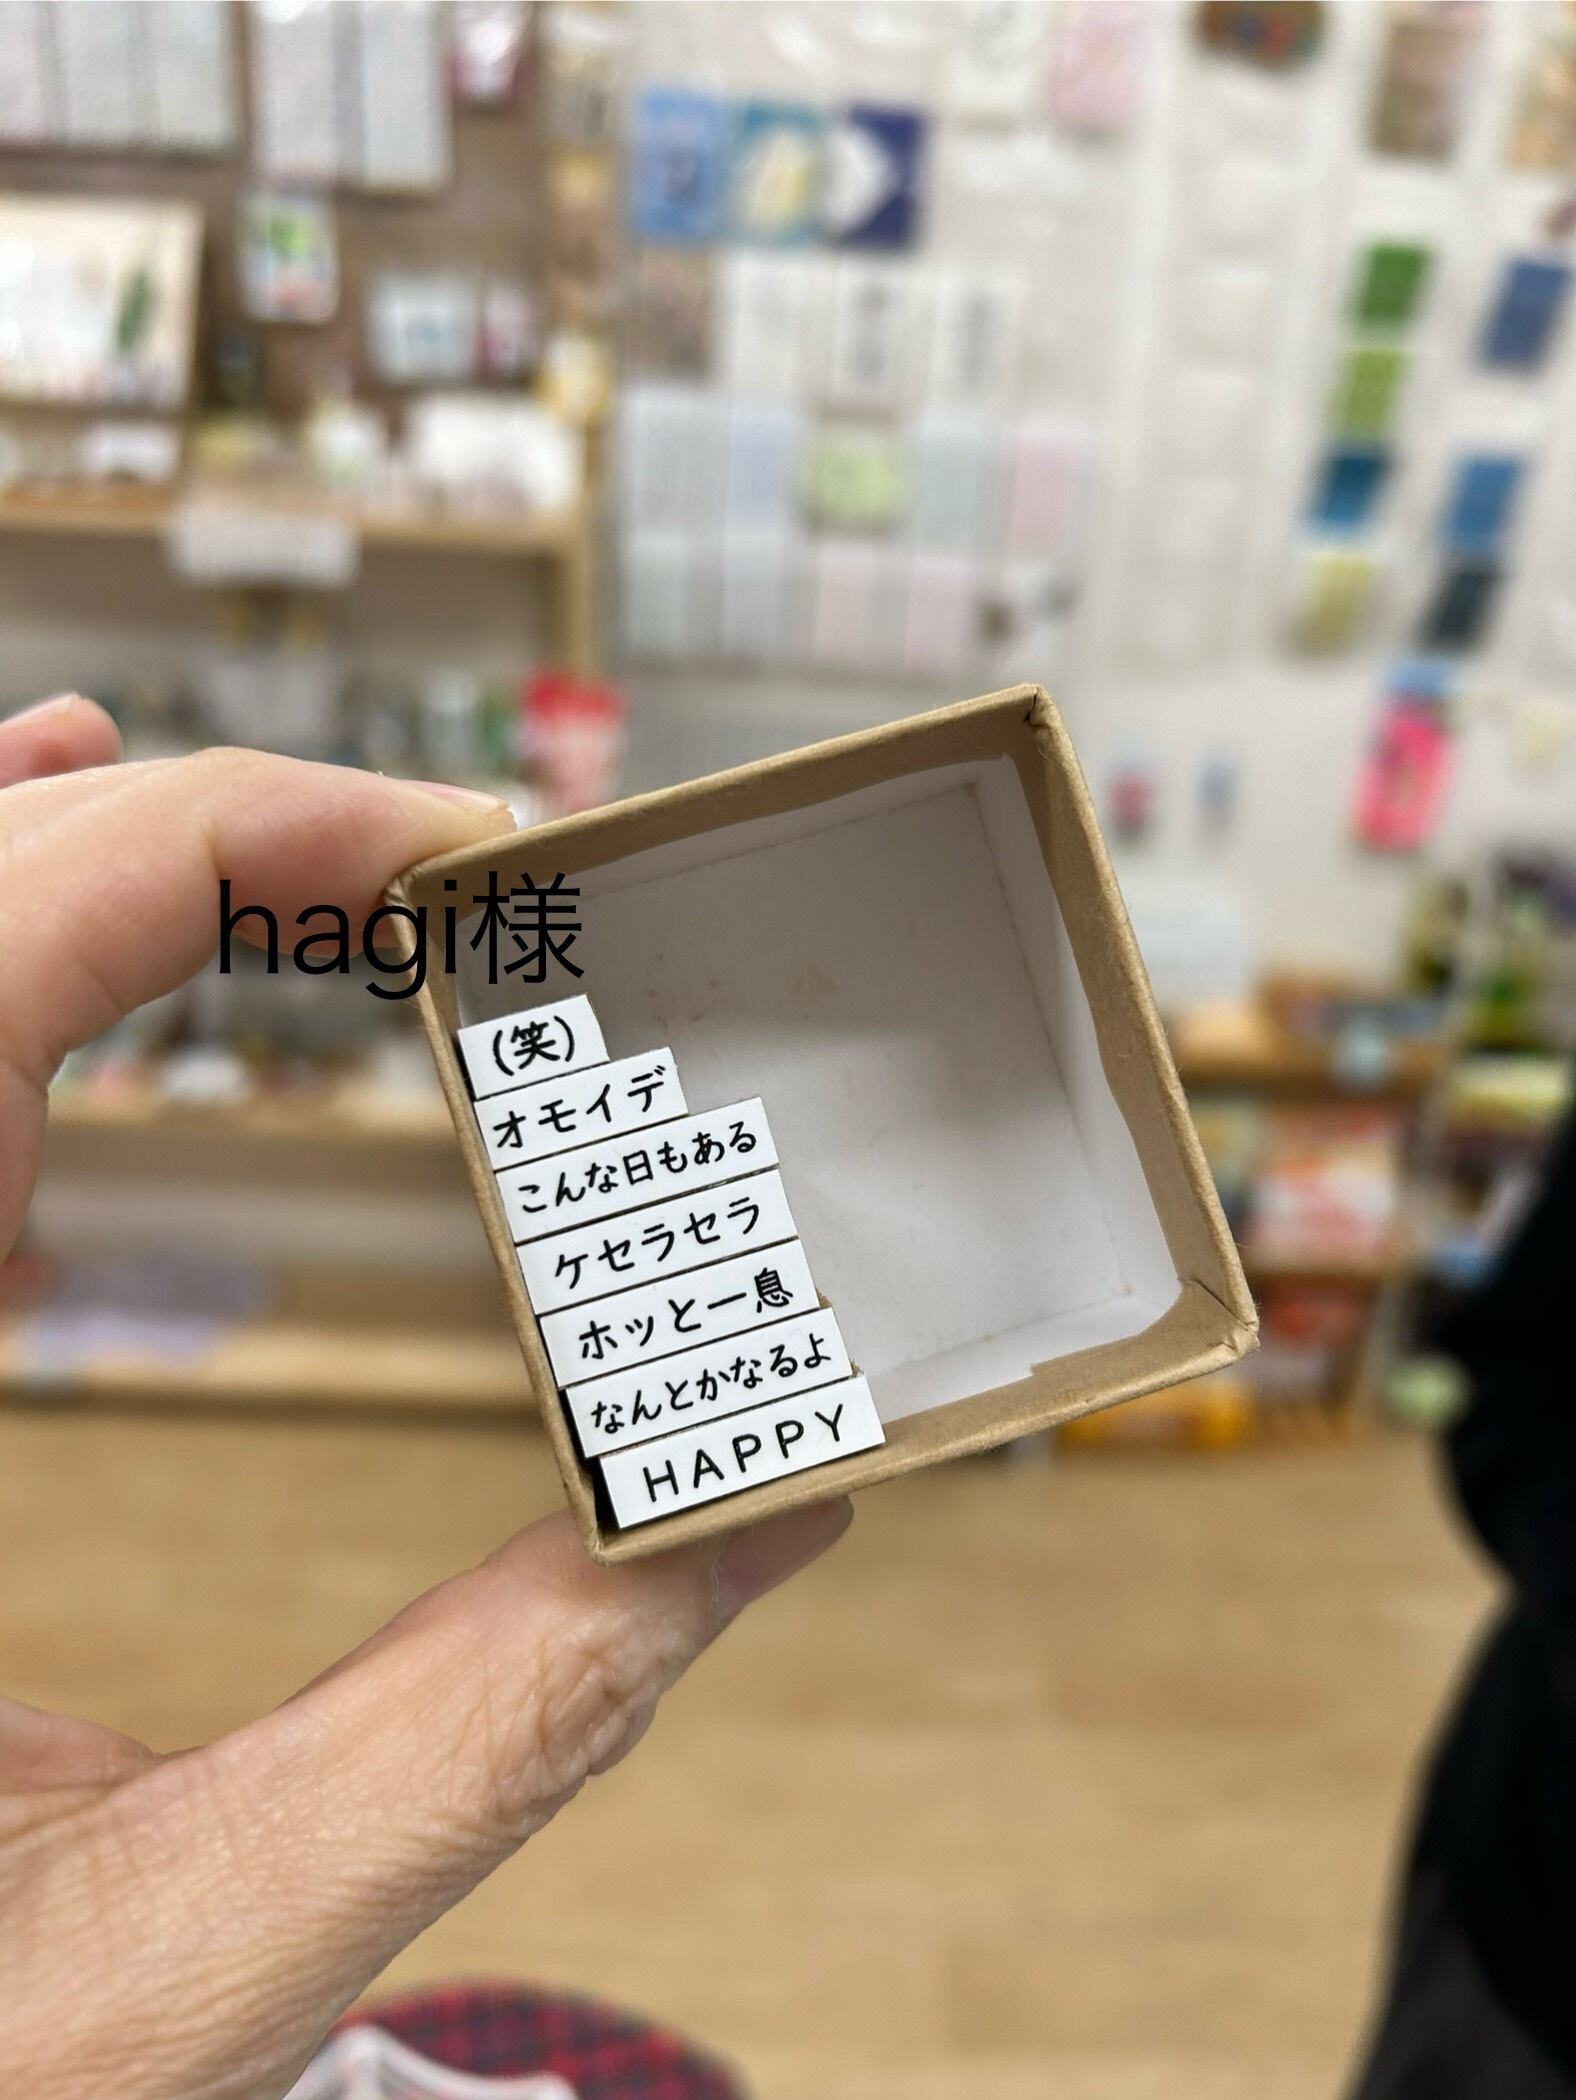 hagi様
(笑)
オモイデ
こんな日もある
ケセラセラ
ホッと一息
なんとかなるよ
HAPPY